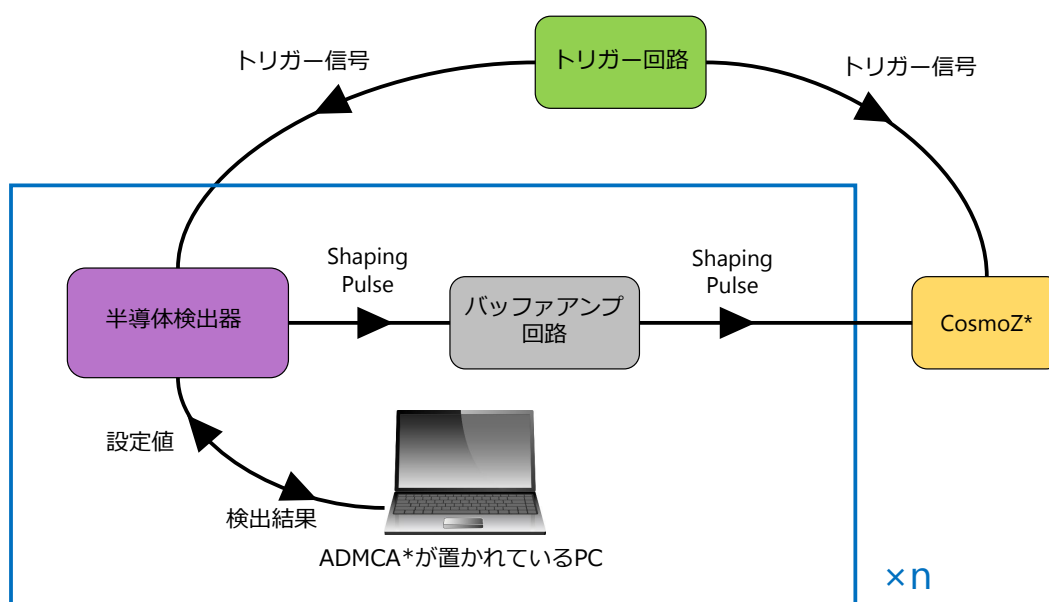 トリガー回路
トリガー信号
トリガー信号
Shaping
Pulse
Shaping
Pulse
半導体検出器
バッファアンプ
回路
CosmoZ*
設定値
検出結果
ADMCA*が置かれているPC
×n